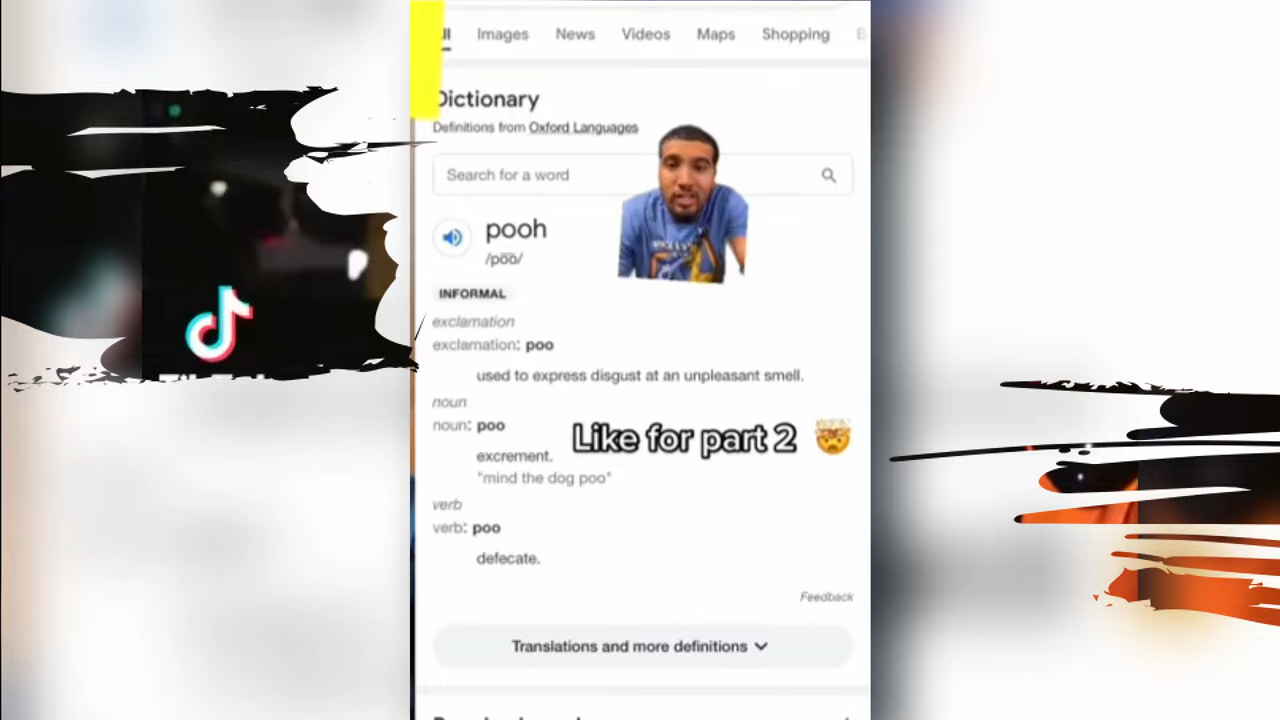 Images News Videos Maps Shopping
Dictionary
Definitions from Oxford Languages
Search for a word
pooh
/po͞o/
INFORMAL
exclamation
exclamation: poo
used to express disgust at an unpleasant smell.
noun
noun: poo
excrement.
Like for part 2 🤯
"mind the dog poo"
verb
verb: poo
defecate.
Feedback
Translations and more definitions